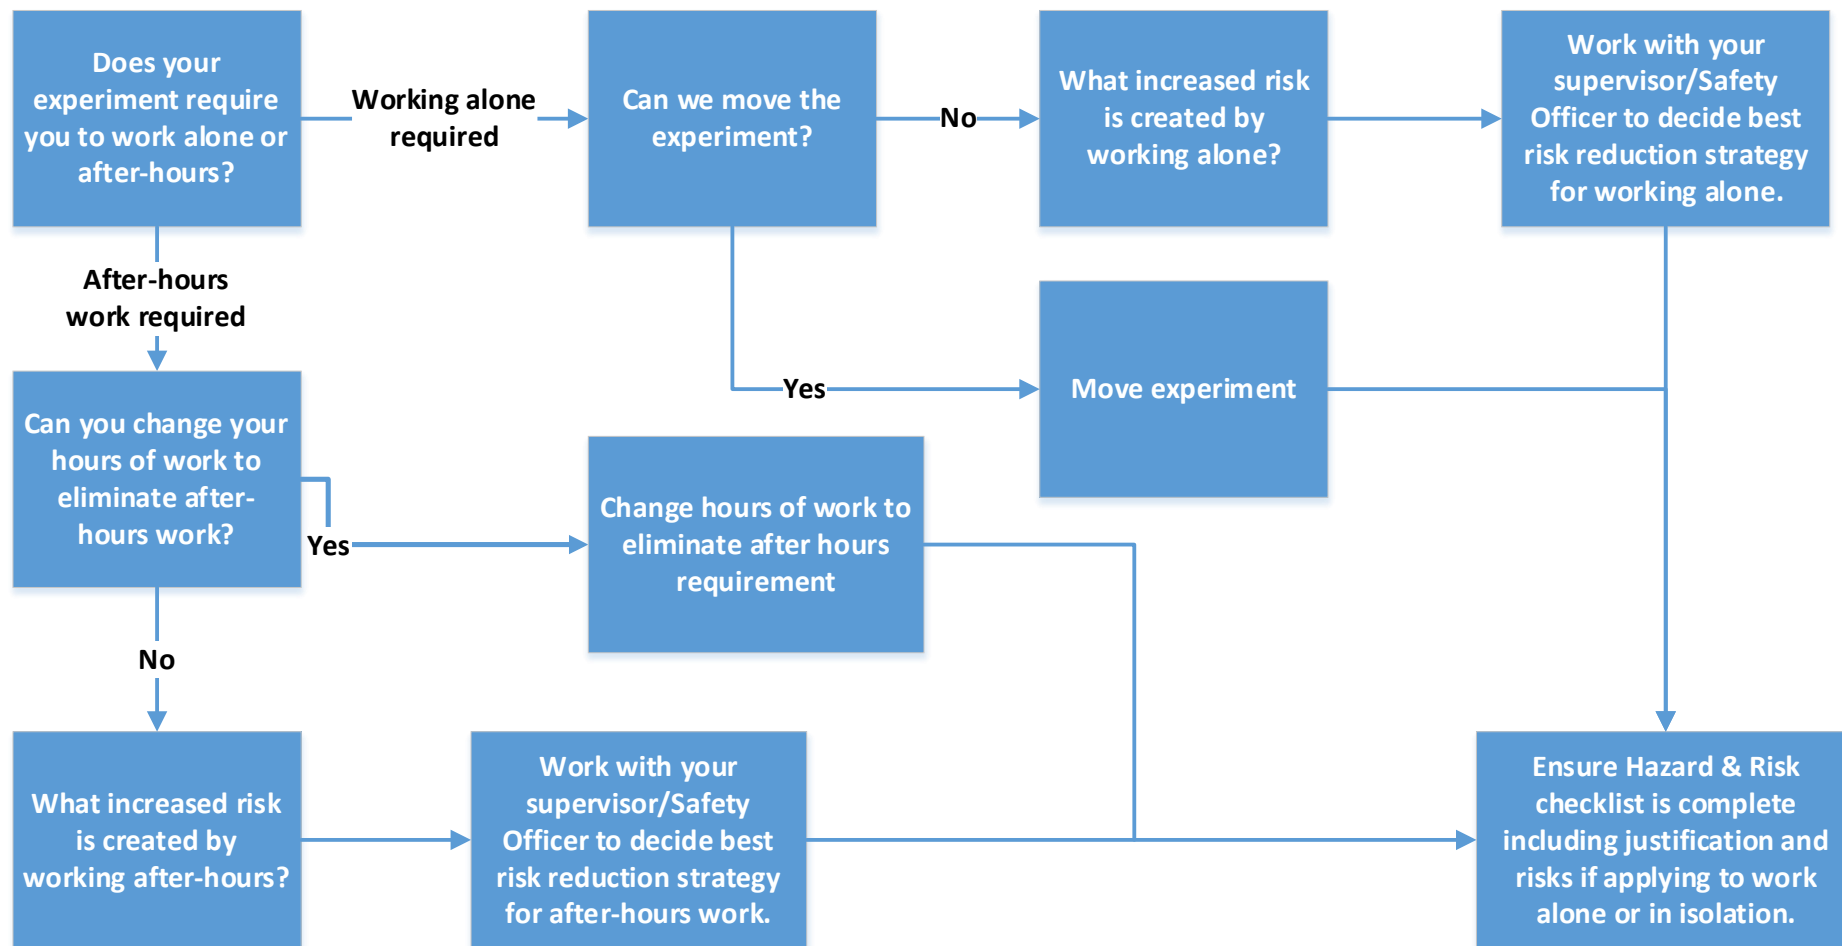 Does your
experiment require
you to work alone or
after-hours?
Working alone
required
Can we move the
experiment?
No
What increased risk
is created by
working alone?
Work with your
supervisor/Safety
Officer to decide best
risk reduction strategy
for working alone.
After-hours
work required
Yes
Move experiment
Can you change your
hours of work to
eliminate after-
hours work?
Yes
Change hours of work to
eliminate after hours
requirement
No
What increased risk
is created by
working after-hours?
Work with your
supervisor/Safety
Officer to decide best
risk reduction strategy
for after-hours work.
Ensure Hazard & Risk
checklist is complete
including justification and
risks if applying to work
alone or in isolation.